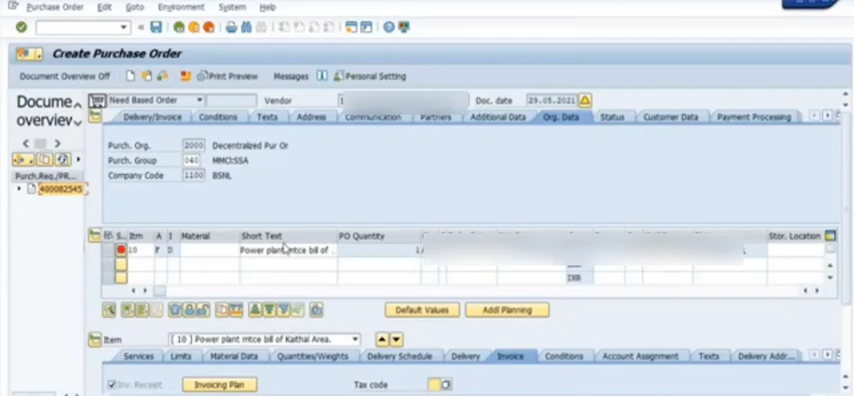 Purchase Order Edit Goto Environment System Help
Create Purchase Order
Document Overview Off Print Preview Messages Personal Setting
Docume
overview
Need Based Order Vendor Doc. date 29.05.2021
Delivery/Invoice Conditions Texts Address Communication Partners Additional Data Org. Data Status Customer Data Payment Processing
Purch.Req./PR...
400082545
Purch. Org. 2000 Decentralized Pur Or
Purch. Group 040 MMCI:SSA
Company Code 1100 BSNL
S... Itm A I Material Short Text PO Quantity Stor. Location
10 F D Power plant mtce bill of .
INR
Default Values Addl Planning
Item [ 10 ] Power plant mtce bill of Kathal Area.
Services Limits Material Data Quantities/Weights Delivery Schedule Delivery Invoice Conditions Account Assignment Texts Delivery Addr...
Inv. Receipt Invoicing Plan Tax code